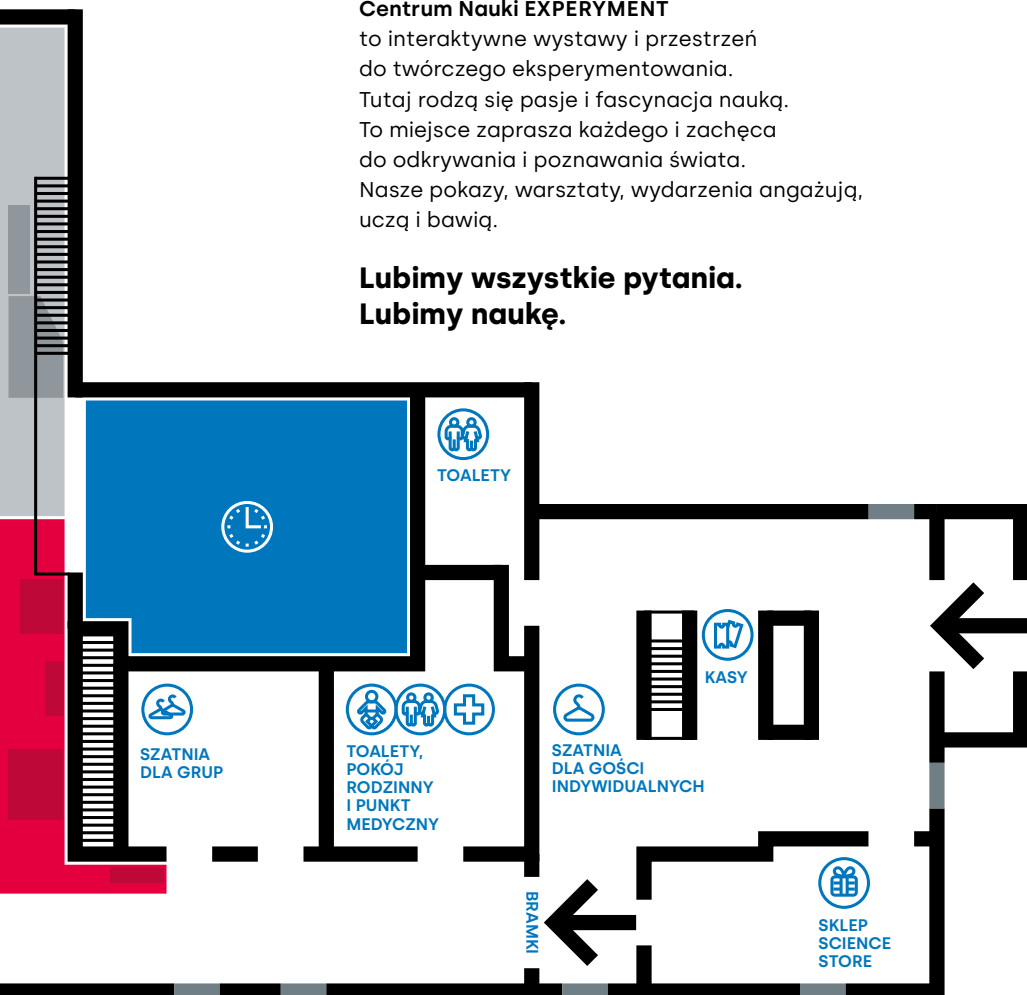 Centrum Nauki EXPERYMENT
to interaktywne wystawy i przestrzeń
do twórczego eksperymentowania.
Tutaj rodzą się pasje i fascynacja nauką.
To miejsce zaprasza każdego i zachęca
do odkrywania i poznawania świata.
Nasze pokazy, warsztaty, wydarzenia angażują,
uczą i bawią.
Lubimy wszystkie pytania.
Lubimy naukę.
TOALETY
KASY
SZATNIA
DLA GRUP
TOALETY,
POKÓJ
RODZINNY
I PUNKT
MEDYCZNY
SZATNIA
DLA GOŚCI
INDYWIDUALNYCH
BRAMKI
SKLEP
SCIENCE
STORE